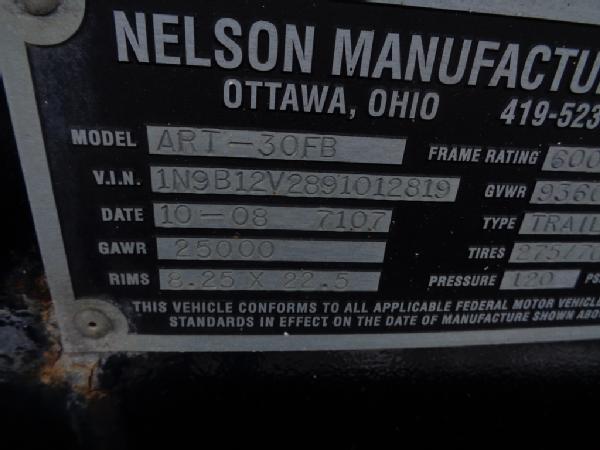 NELSON MANUFACTU
OTTAWA, OHIO 419-523
MODEL ART-30FB FRAME RATING 600
V.I.N. 1N9B12V2891012819 GVWR 9360
DATE 10-08 7107 TYPE TRAIL
GAWR 25000 TIRES 275/70
RIMS 8.25 X 22.5 PRESSURE 120 PS
THIS VEHICLE CONFORMS TO ALL APPLICABLE FEDERAL MOTOR VEHICLE
STANDARDS IN EFFECT ON THE DATE OF MANUFACTURE SHOWN ABO